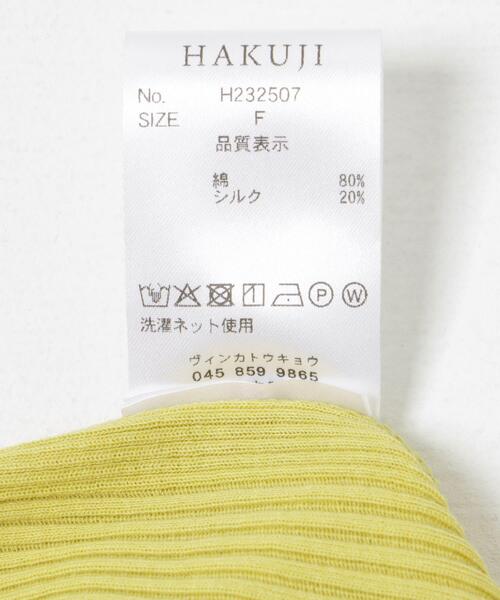 HAKUJI
No. H232507
SIZE F
品質表示
綿 80%
シルク 20%
P W
洗濯ネット使用
ヴィンカトウキョウ
045 859 9865